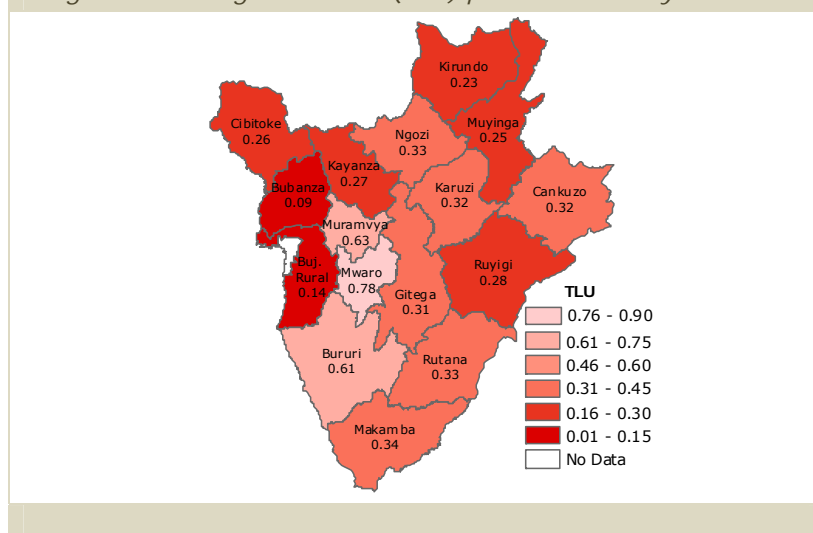 Kirundo
0.23
Cibitoke
0.26
Muyinga
0.25
Ngozi
0.33
Kayanza
0.27
Bubanza
0.09
Karuzi
0.32
Cankuzo
0.32
Muramvya
0.63
Buj.
Rural
0.14
Mwaro
0.78
Gitega
0.31
Ruyigi
0.28
Bururi
0.61
Rutana
0.33
Makamba
0.34
TLU
0.76 - 0.90
0.61 - 0.75
0.46 - 0.60
0.31 - 0.45
0.16 - 0.30
0.01 - 0.15
No Data